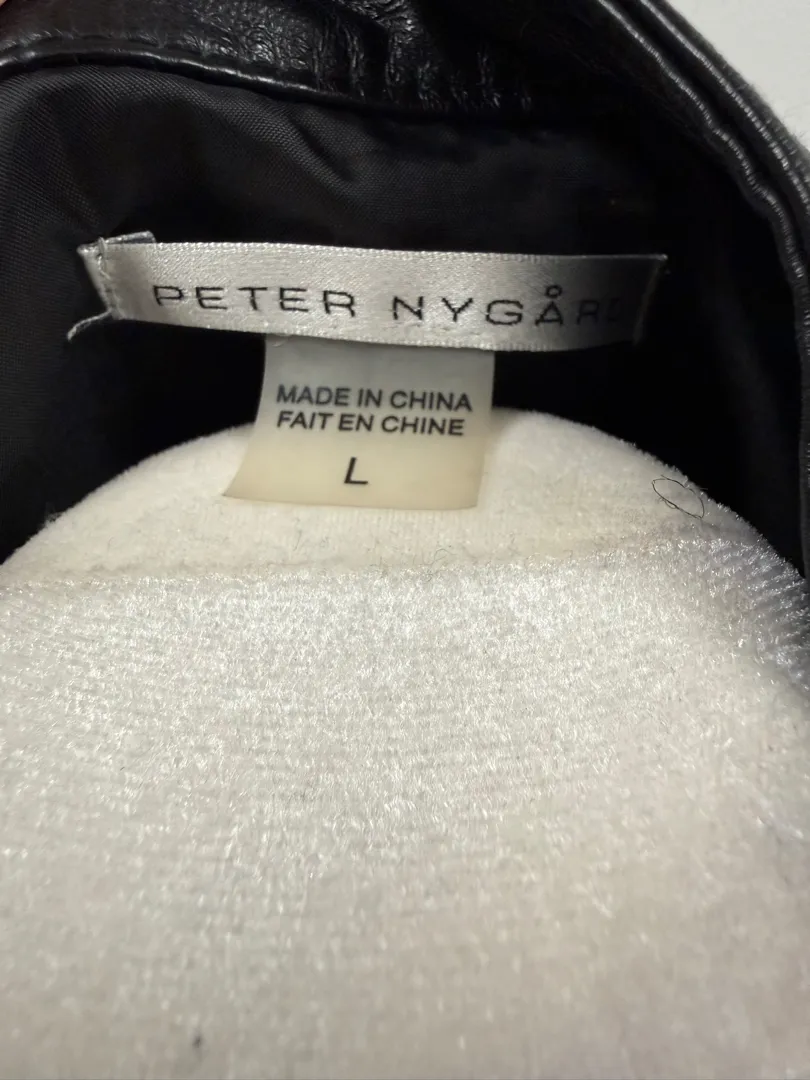 PETER NYGÅRD
MADE IN CHINA
FAIT EN CHINE
L